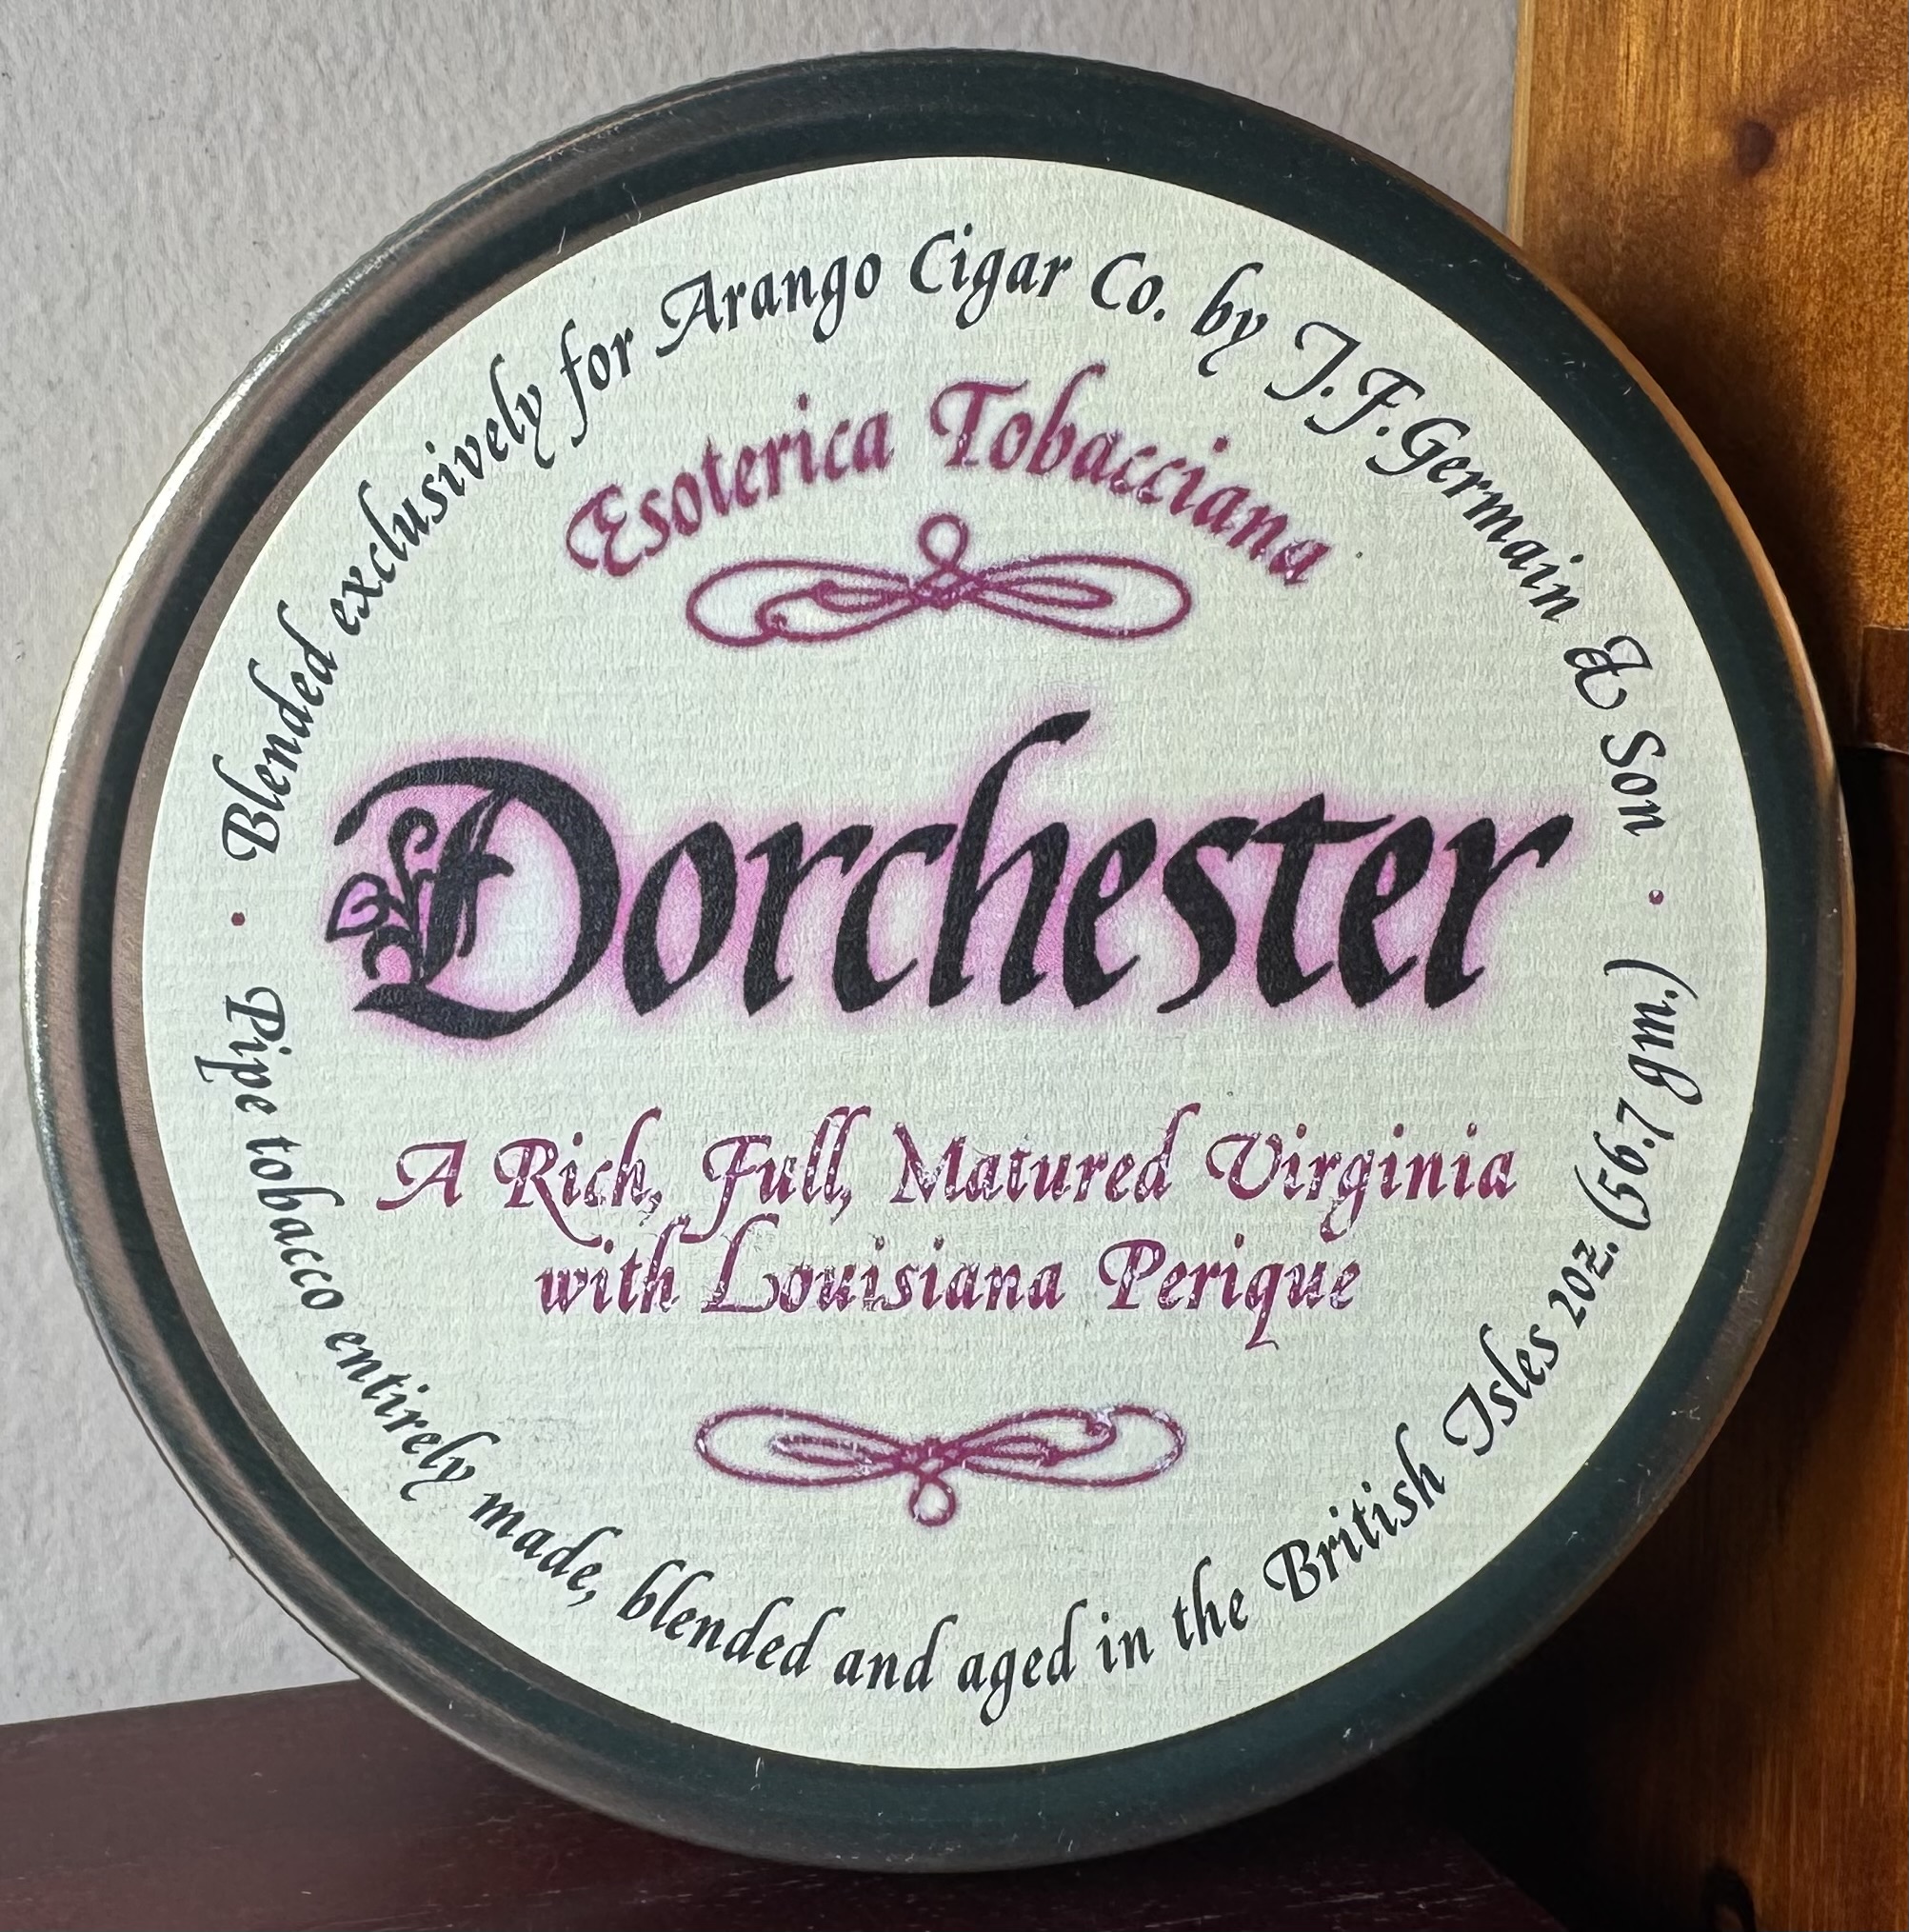 Blended exclusively for Arango Cigar Co. by J.F.Germain & Son
Esoterica Tobacciana
Dorchester
A Rich, Full, Matured Virginia
with Louisiana Perique
Pipe tobacco entirely made, blended and aged in the British Isles 2oz. (56.7 gm.)